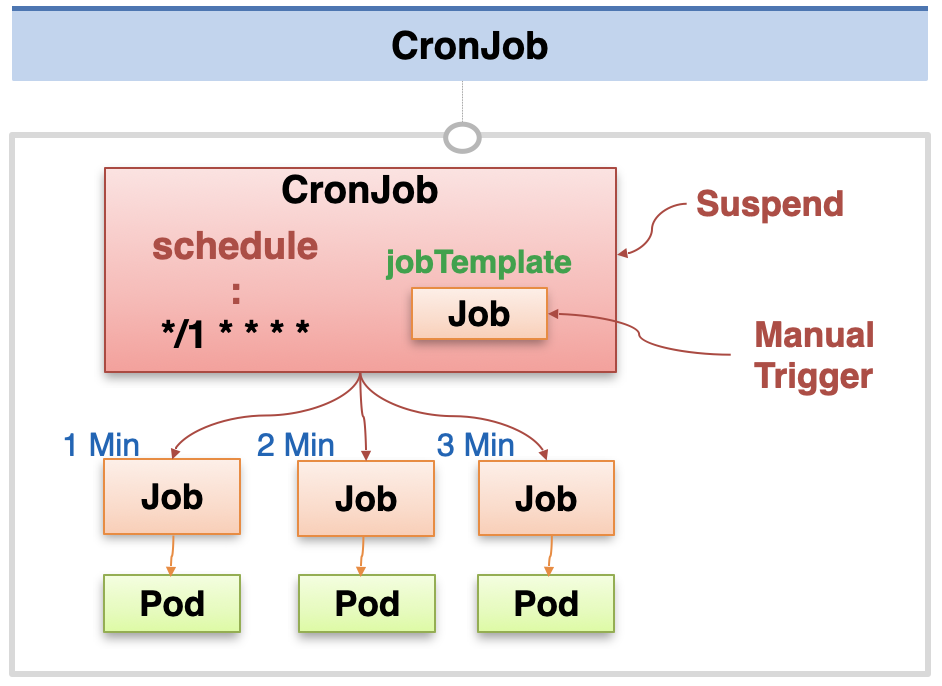 CronJob
CronJob
schedule
:
*/1 * * * *
jobTemplate
Job
Suspend
Manual
Trigger
1 Min
2 Min
3 Min
Job
Job
Job
Pod
Pod
Pod